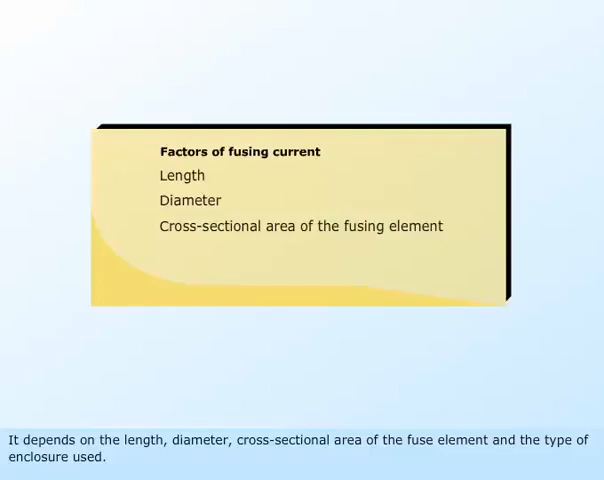 Factors of fusing current
Length
Diameter
Cross-sectional area of the fusing element
It depends on the length, diameter, cross-sectional area of the fuse element and the type of
enclosure used.